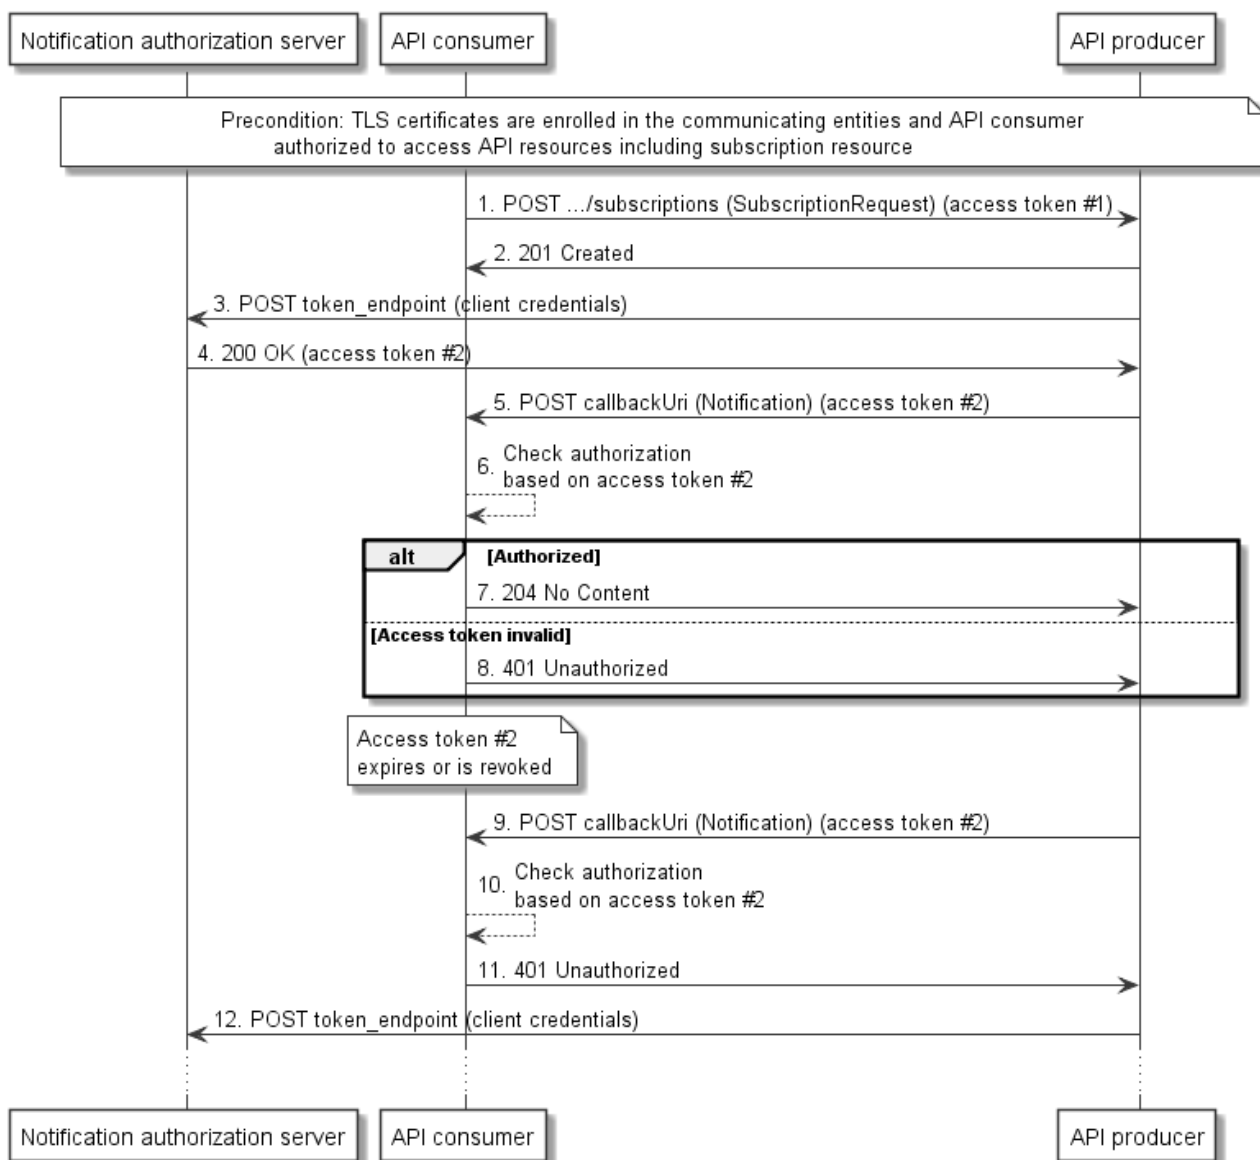 Notification authorization server
API consumer
API producer
Precondition: TLS certificates are enrolled in the communicating entities and API consumer
authorized to access API resources including subscription resource
1. POST .../subscriptions (SubscriptionRequest) (access token #1)
2. 201 Created
3. POST token_endpoint (client credentials)
4. 200 OK (access token #2)
5. POST callbackUri (Notification) (access token #2)
6. Check authorization
based on access token #2
alt [Authorized]
7. 204 No Content
[Access token invalid]
8. 401 Unauthorized
Access token #2
expires or is revoked
9. POST callbackUri (Notification) (access token #2)
10. Check authorization
based on access token #2
11. 401 Unauthorized
12. POST token_endpoint (client credentials)
Notification authorization server
API consumer
API producer